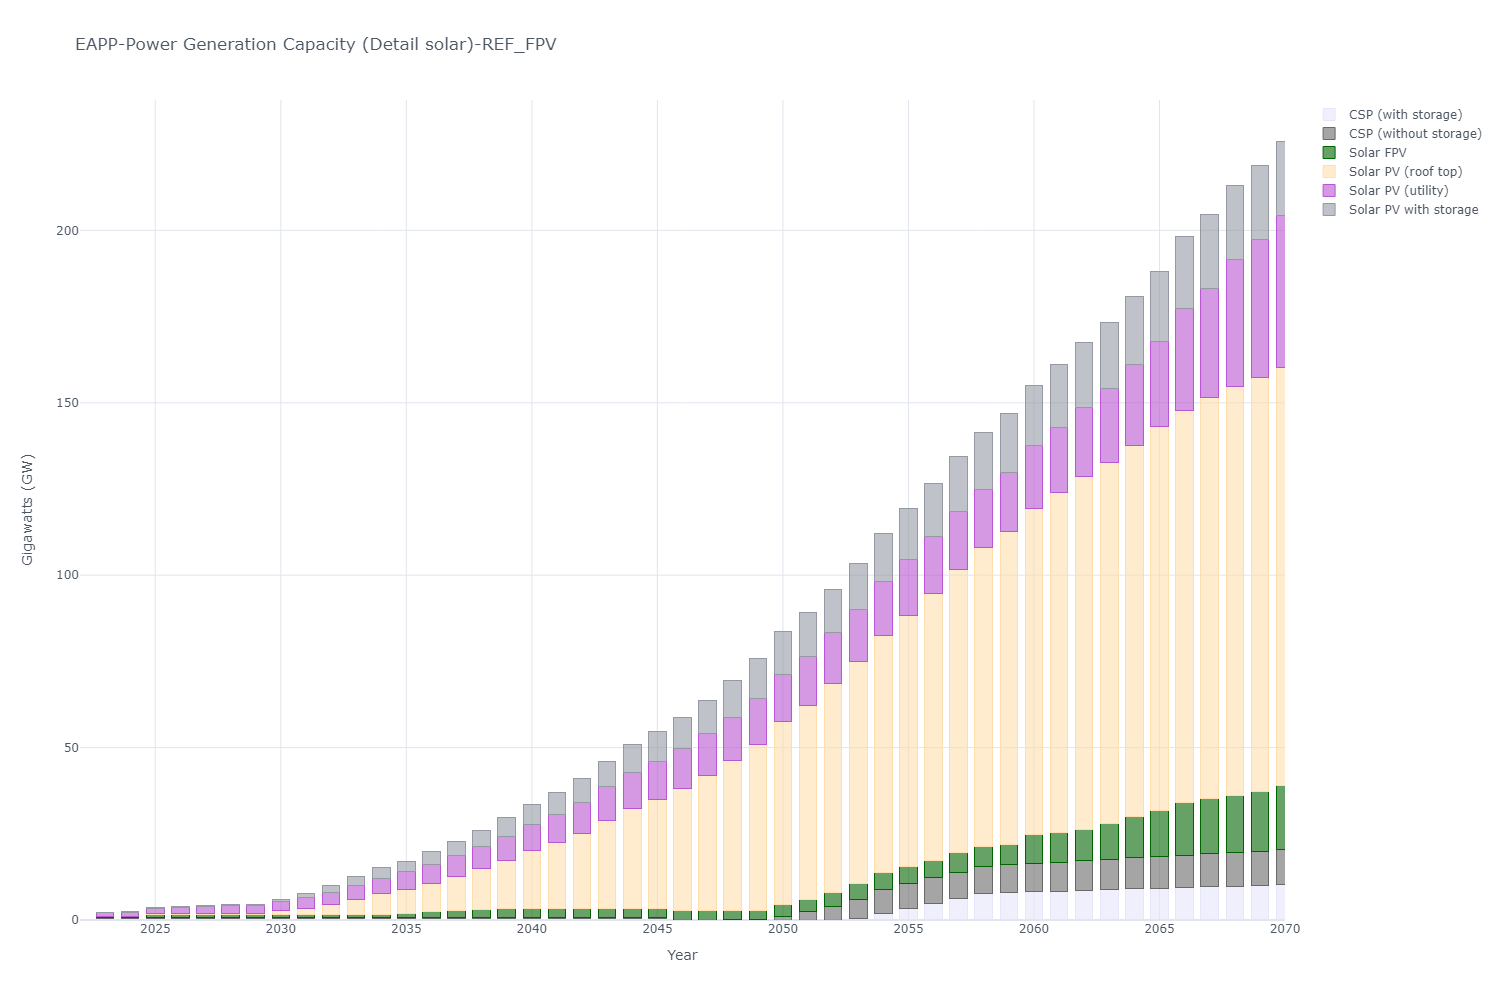 EAPP-Power Generation Capacity (Detail solar)-REF_FPV
CSP (with storage)
CSP (without storage)
Solar FPV
Solar PV (roof top)
Solar PV (utility)
Solar PV with storage
200
150
100
50
0
Gigawatts (GW)
2025
2030
2035
2040
2045
2050
2055
2060
2065
2070
Year